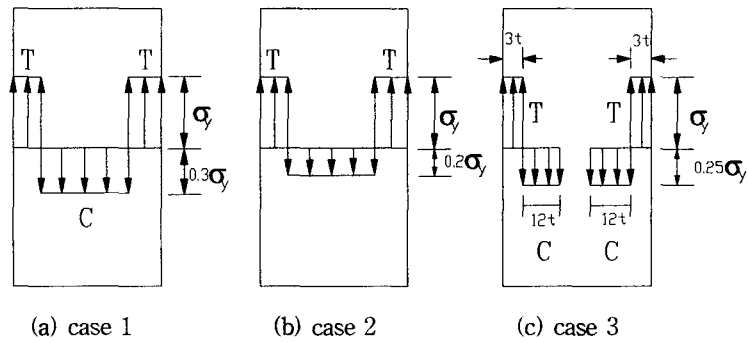 3t 3t
T T T T
T T
σy σy σy
0.3σy 0.2σy 0.25σy
C
12t 12t
C C
(a) case 1 (b) case 2 (c) case 3